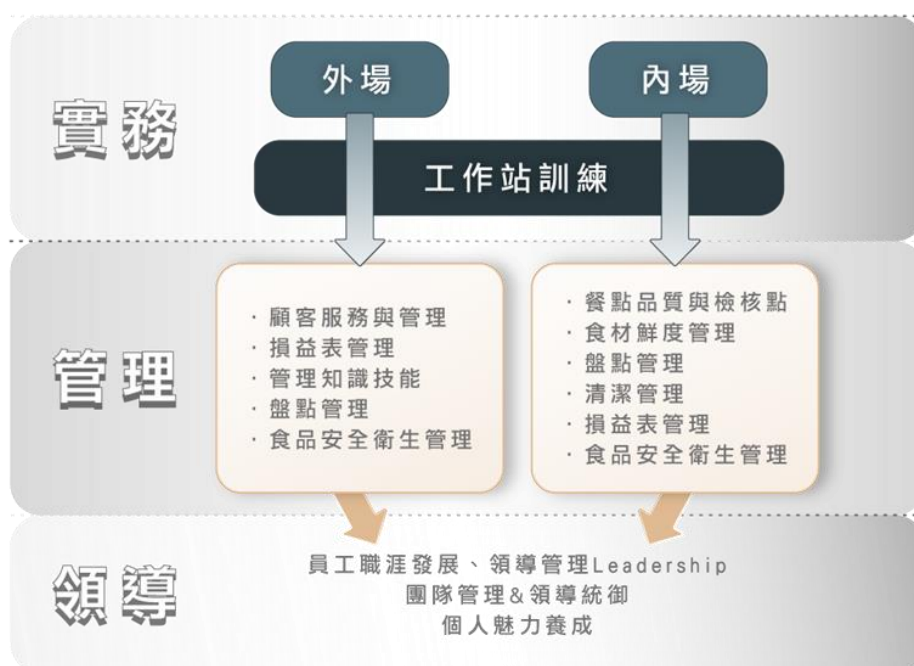 實務
外場
內場
工作站訓練
管理
· 顧客服務與管理
· 損益表管理
· 管理知識技能
· 盤點管理
· 食品安全衛生管理
· 餐點品質與檢核點
· 食材鮮度管理
· 盤點管理
· 清潔管理
· 損益表管理
· 食品安全衛生管理
領導
員工職涯發展、領導管理Leadership
團隊管理&領導統御
個人魅力養成